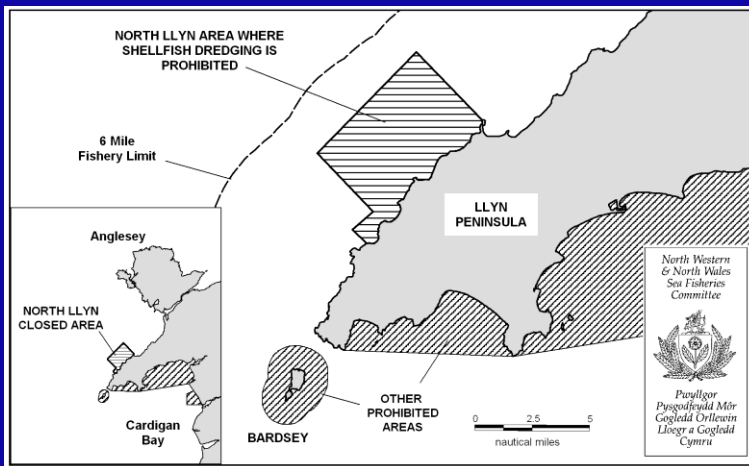 NORTH LLYN AREA WHERE
SHELLFISH DREDGING IS
PROHIBITED
6 Mile
Fishery Limit
LLYN
PENINSULA
Anglesey
NORTH LLYN
CLOSED AREA
Cardigan
Bay
BARDSEY
OTHER
PROHIBITED
AREAS
0 2.5 5
nautical miles
North Western
& North Wales
Sea Fisheries
Committee
Pwyllgor
Pysgodfeydd Môr
Gogledd Orllewin
Lloegr a Gogledd
Cymru